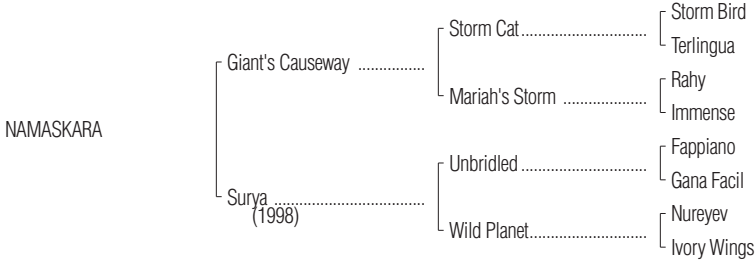 Storm Bird
Storm Cat..............................
Terlingua
Giant's Causeway ................
Rahy
Mariah's Storm ....................
Immense
NAMASKARA
Fappiano
Unbridled..............................
Gana Facil
Surya ....................................
(1998)
Nureyev
Wild Planet............................
Ivory Wings